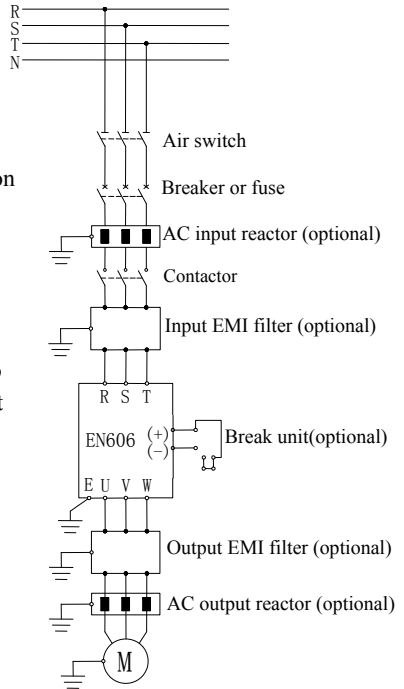 R
S
T
N
Air switch
on
Breaker or fuse
AC input reactor (optional)
Contactor
Input EMI filter (optional)
R S T
EN606 (+)
(−)
Break unit(optional)
t
E U V W
Output EMI filter (optional)
AC output reactor (optional)
M